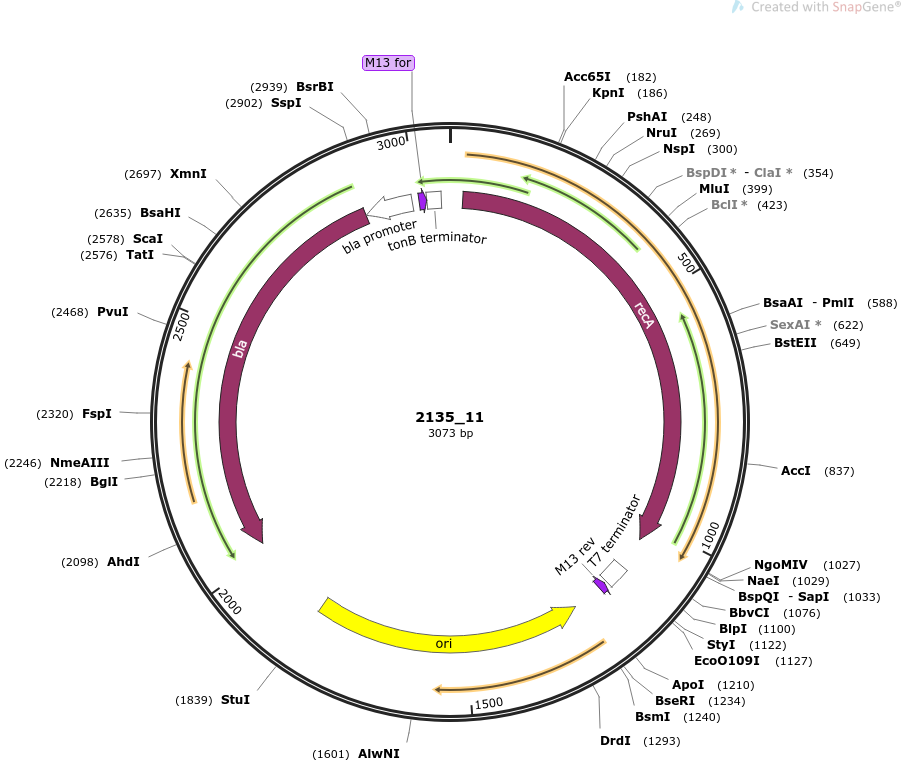 Created with SnapGene®
M13 for
(2939) BsrBI
(2902) SspI
3000
Acc65I (182)
KpnI (186)
PshAI (248)
NruI (269)
NspI (300)
BspDI * - ClaI * (354)
MluI (399)
BclI * (423)
(2697) XmnI
(2635) BsaHI
(2578) ScaI
(2576) TatI
bla promoter
tonB terminator
500
(2468) PvuI
2500
recA
BsaAI - PmlI (588)
SexAI * (622)
BstEII (649)
bla
(2320) FspI
2135_11
3073 bp
(2246) NmeAIII
(2218) BglI
AccI (837)
(2098) AhdI
M13 rev
T7 terminator
1000
NgoMIV (1027)
NaeI (1029)
BspQI - SapI (1033)
BbvCI (1076)
BlpI (1100)
StyI (1122)
EcoO109I (1127)
2000
ori
ApoI (1210)
BseRI (1234)
BsmI (1240)
DrdI (1293)
(1839) StuI
1500
(1601) AlwNI